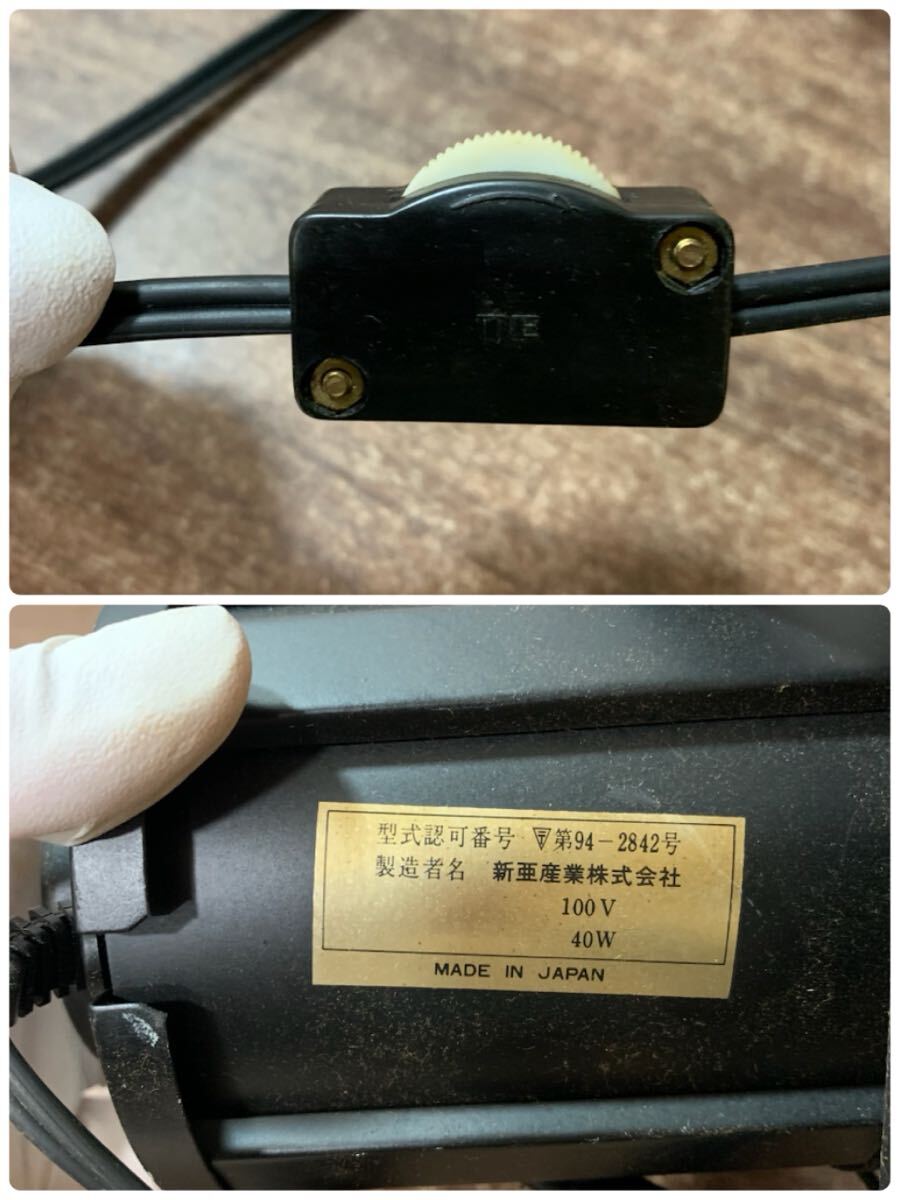 型式認可番号 〒第94-2842号
製造者名 新亜産業株式会社
100V
40W
MADE IN JAPAN